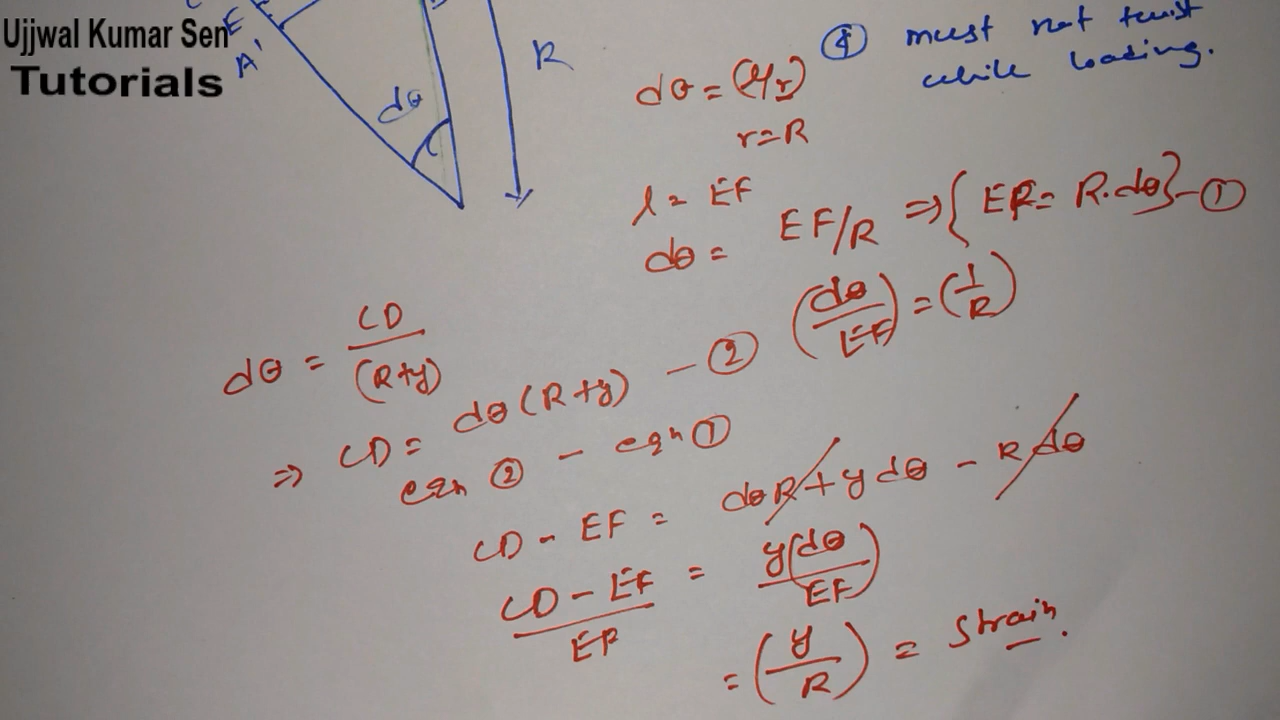 Ujjwal Kumar Sen
Tutorials
E
A'
dθ
R
④ must not twist
while loading.
dθ = (l/r)
r=R
l = EF
dθ = EF/R ⇒ { EF = R.dθ } - ①
(dθ/EF) = (1/R)
dθ = CD/(R+y)
⇒ CD = dθ(R+y) - ②
eqn ② - eqn ①
CD - EF = dθR + ydθ - Rdθ
(CD - EF)/EF = y(dθ/EF)
= (y/R) = Strain.